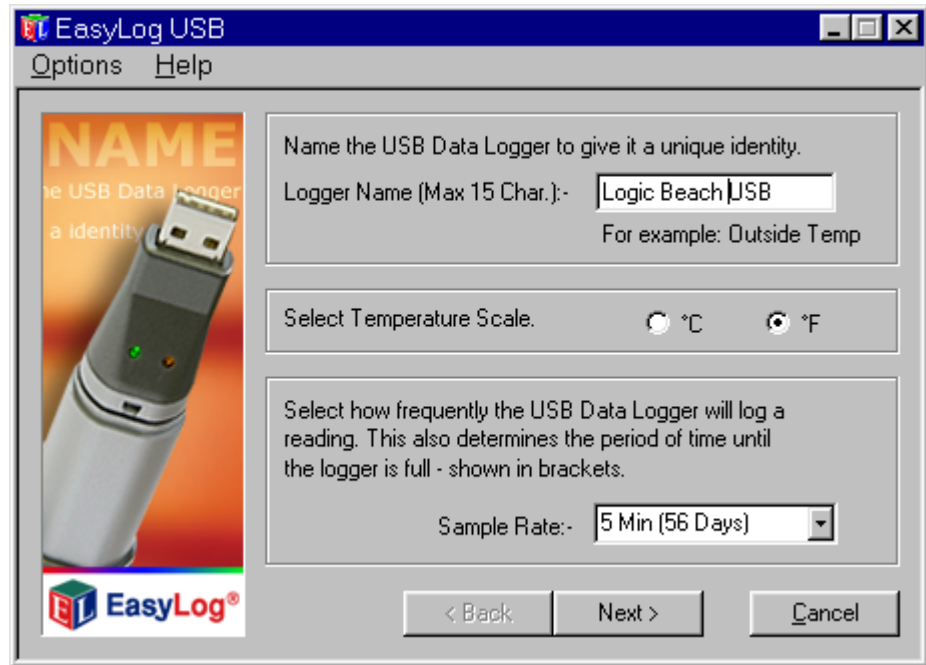 EasyLog USB
Options Help
NAME
he USB Data Logger
a identity
EL EasyLog®
Name the USB Data Logger to give it a unique identity.
Logger Name (Max 15 Char.):- Logic Beach USB
For example: Outside Temp
Select Temperature Scale. °C °F
Select how frequently the USB Data Logger will log a
reading. This also determines the period of time until
the logger is full - shown in brackets.
Sample Rate:- 5 Min (56 Days)
< Back Next > Cancel